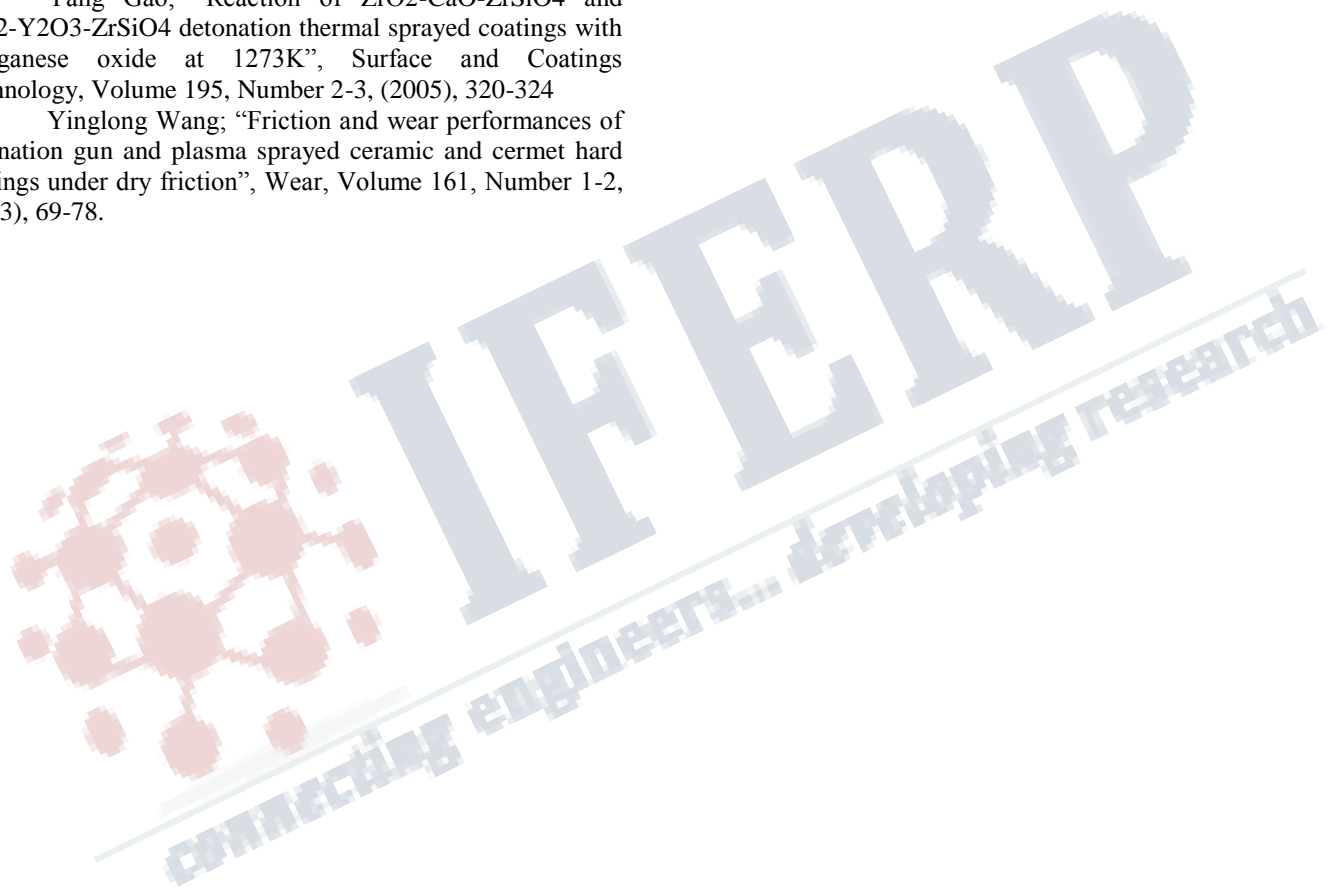 Yang Gao; "Reaction of ZrO2-CaO-ZrSiO4 and
2-Y2O3-ZrSiO4 detonation thermal sprayed coatings with
ganese oxide at 1273K", Surface and Coatings
hnology, Volume 195, Number 2-3, (2005), 320-324
Yinglong Wang; “Friction and wear performances of
nation gun and plasma sprayed ceramic and cermet hard
ings under dry friction”, Wear, Volume 161, Number 1-2,
3), 69-78.
IFERP
connecting engineers... developing research